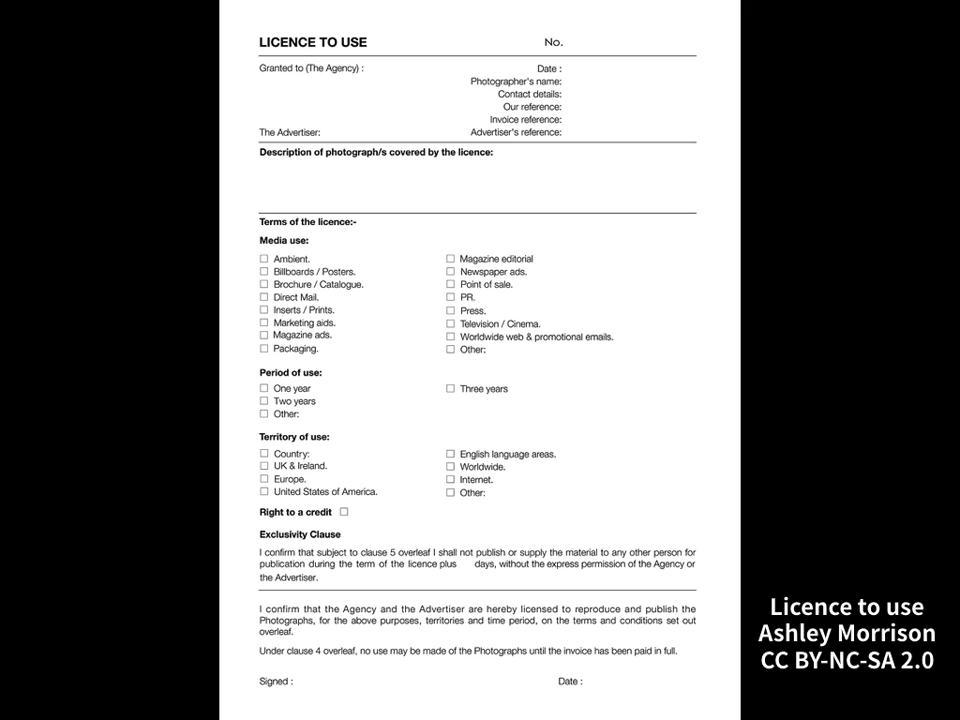 LICENCE TO USE No.
Granted to (The Agency) : Date :
Photographer's name:
Contact details:
Our reference:
Invoice reference:
The Advertiser: Advertiser's reference:
Description of photograph/s covered by the licence:
Terms of the licence:-
Media use:
Ambient.
Billboards / Posters.
Brochure / Catalogue.
Direct Mail.
Inserts / Prints.
Marketing aids.
Magazine ads.
Packaging.
Magazine editorial
Newspaper ads.
Point of sale.
PR.
Press.
Television / Cinema.
Worldwide web & promotional emails.
Other:
Period of use:
One year
Two years
Other:
Three years
Territory of use:
Country:
UK & Ireland.
Europe.
United States of America.
English language areas.
Worldwide.
Internet.
Other:
Right to a credit
Exclusivity Clause
I confirm that subject to clause 5 overleaf I shall not publish or supply the material to any other person for
publication during the term of the licence plus days, without the express permission of the Agency or
the Advertiser.
I confirm that the Agency and the Advertiser are hereby licensed to reproduce and publish the
Photographs, for the above purposes, territories and time period, on the terms and conditions set out
overleaf.
Under clause 4 overleaf, no use may be made of the Photographs until the invoice has been paid in full.
Signed : Date :
Licence to use
Ashley Morrison
CC BY-NC-SA 2.0